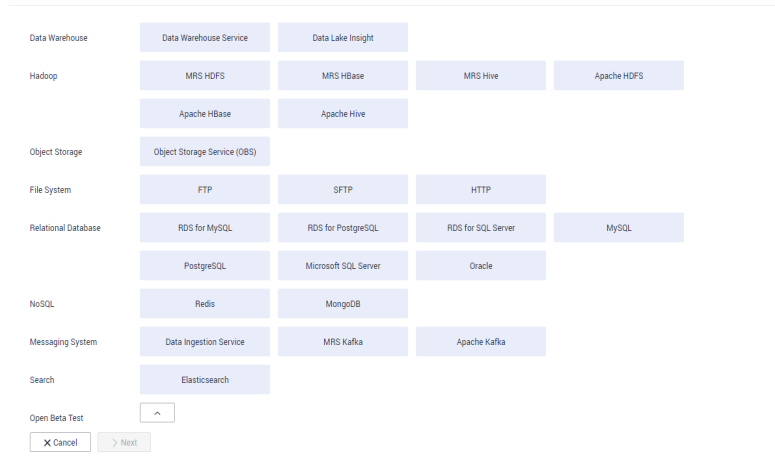 Data Warehouse Data Warehouse Service Data Lake Insight
Hadoop MRS HDFS MRS HBase MRS Hive Apache HDFS
Apache HBase Apache Hive
Object Storage Object Storage Service (OBS)
File System FTP SFTP HTTP
Relational Database RDS for MySQL RDS for PostgreSQL RDS for SQL Server MySQL
PostgreSQL Microsoft SQL Server Oracle
NoSQL Redis MongoDB
Messaging System Data Ingestion Service MRS Kafka Apache Kafka
Search Elasticsearch
Open Beta Test
Cancel Next